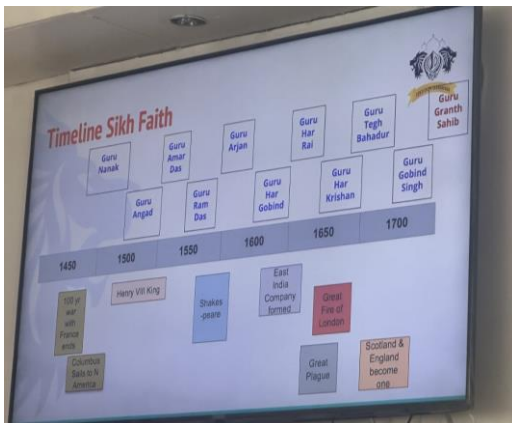 Timeline Sikh Faith
Guru
Nanak
Guru
Angad
Guru
Amar
Das
Guru
Ram
Das
Guru
Arjan
Guru
Har
Gobind
Guru
Har
Rai
Guru
Har
Krishan
Guru
Tegh
Bahadur
Guru
Gobind
Singh
Guru
Granth
Sahib
1450
1500
1550
1600
1650
1700
100 yr
war
with
France
ends
Columbus
Sails to N
America
Henry VIII King
Shakes
-peare
East
India
Company
formed
Great
Fire of
London
Great
Plague
Scotland &
England
become
one...